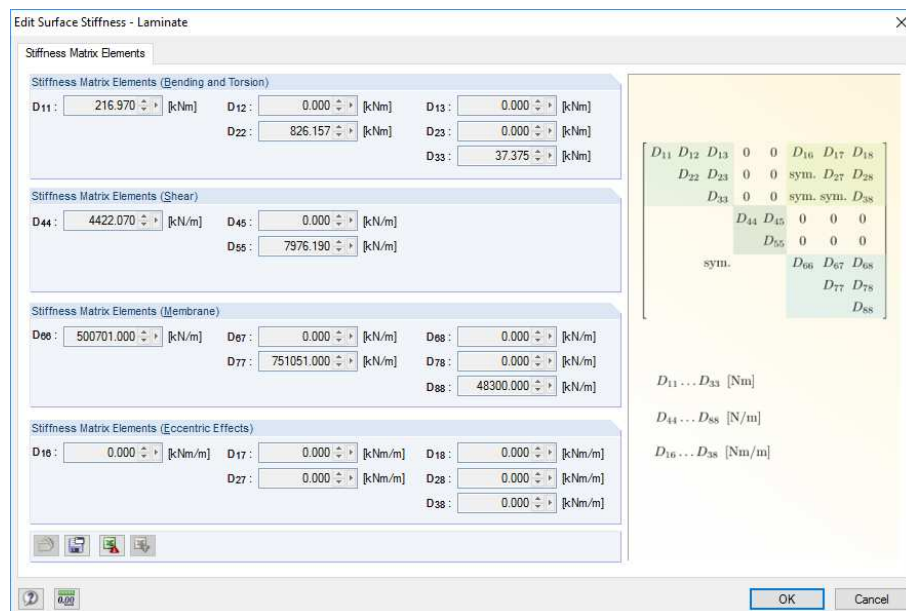 Edit Surface Stiffness - Laminate
Stiffness Matrix Elements
Stiffness Matrix Elements (Bending and Torsion)
D11 : 216.970 [kNm] D12 : 0.000 [kNm] D13 : 0.000 [kNm]
D22 : 826.157 [kNm] D23 : 0.000 [kNm]
D33 : 37.375 [kNm]
Stiffness Matrix Elements (Shear)
D44 : 4422.070 [kN/m] D45 : 0.000 [kN/m]
D55 : 7976.190 [kN/m]
Stiffness Matrix Elements (Membrane)
D66 : 500701.000 [kN/m] D67 : 0.000 [kN/m] D68 : 0.000 [kN/m]
D77 : 751051.000 [kN/m] D78 : 0.000 [kN/m]
D88 : 48300.000 [kN/m]
Stiffness Matrix Elements (Eccentric Effects)
D16 : 0.000 [kNm/m] D17 : 0.000 [kNm/m] D18 : 0.000 [kNm/m]
D27 : 0.000 [kNm/m] D28 : 0.000 [kNm/m]
D38 : 0.000 [kNm/m]
D11 D12 D13 0 0 D16 D17 D18
D22 D23 0 0 sym. D27 D28
D33 0 0 sym. sym. D38
D44 D45 0 0 0
D55 0 0 0
sym. D66 D67 D68
D77 D78
D88
D11 … D33 [Nm]
D44 … D88 [N/m]
D16 … D38 [Nm/m]
0.00
OK Cancel